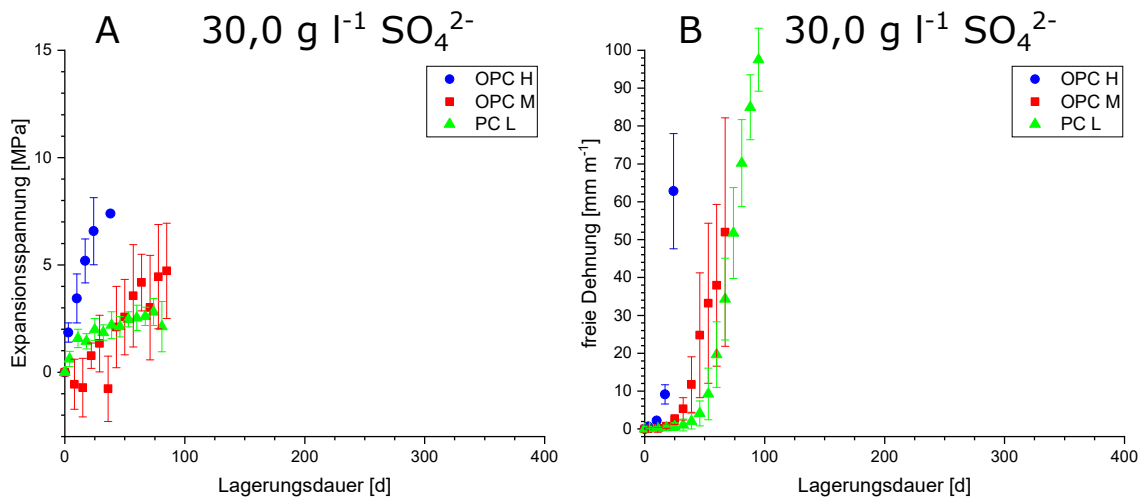 A 30,0 g l⁻¹ SO₄²⁻
Expansionsspannung [MPa]
15
10
5
0
0 100 200 300 400
Lagerungsdauer [d]
OPC H
OPC M
PC L
B 30,0 g l⁻¹ SO₄²⁻
freie Dehnung [mm m⁻¹]
100
90
80
70
60
50
40
30
20
10
0
0 100 200 300 400
Lagerungsdauer [d]
OPC H
OPC M
PC L